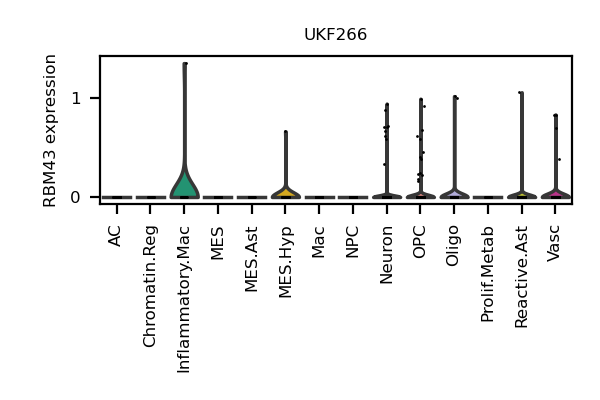 UKF266
RBM43 expression
1
0
AC
Chromatin.Reg
Inflammatory.Mac
MES
MES.Ast
MES.Hyp
Mac
NPC
Neuron
OPC
Oligo
Prolif.Metab
Reactive.Ast
Vasc